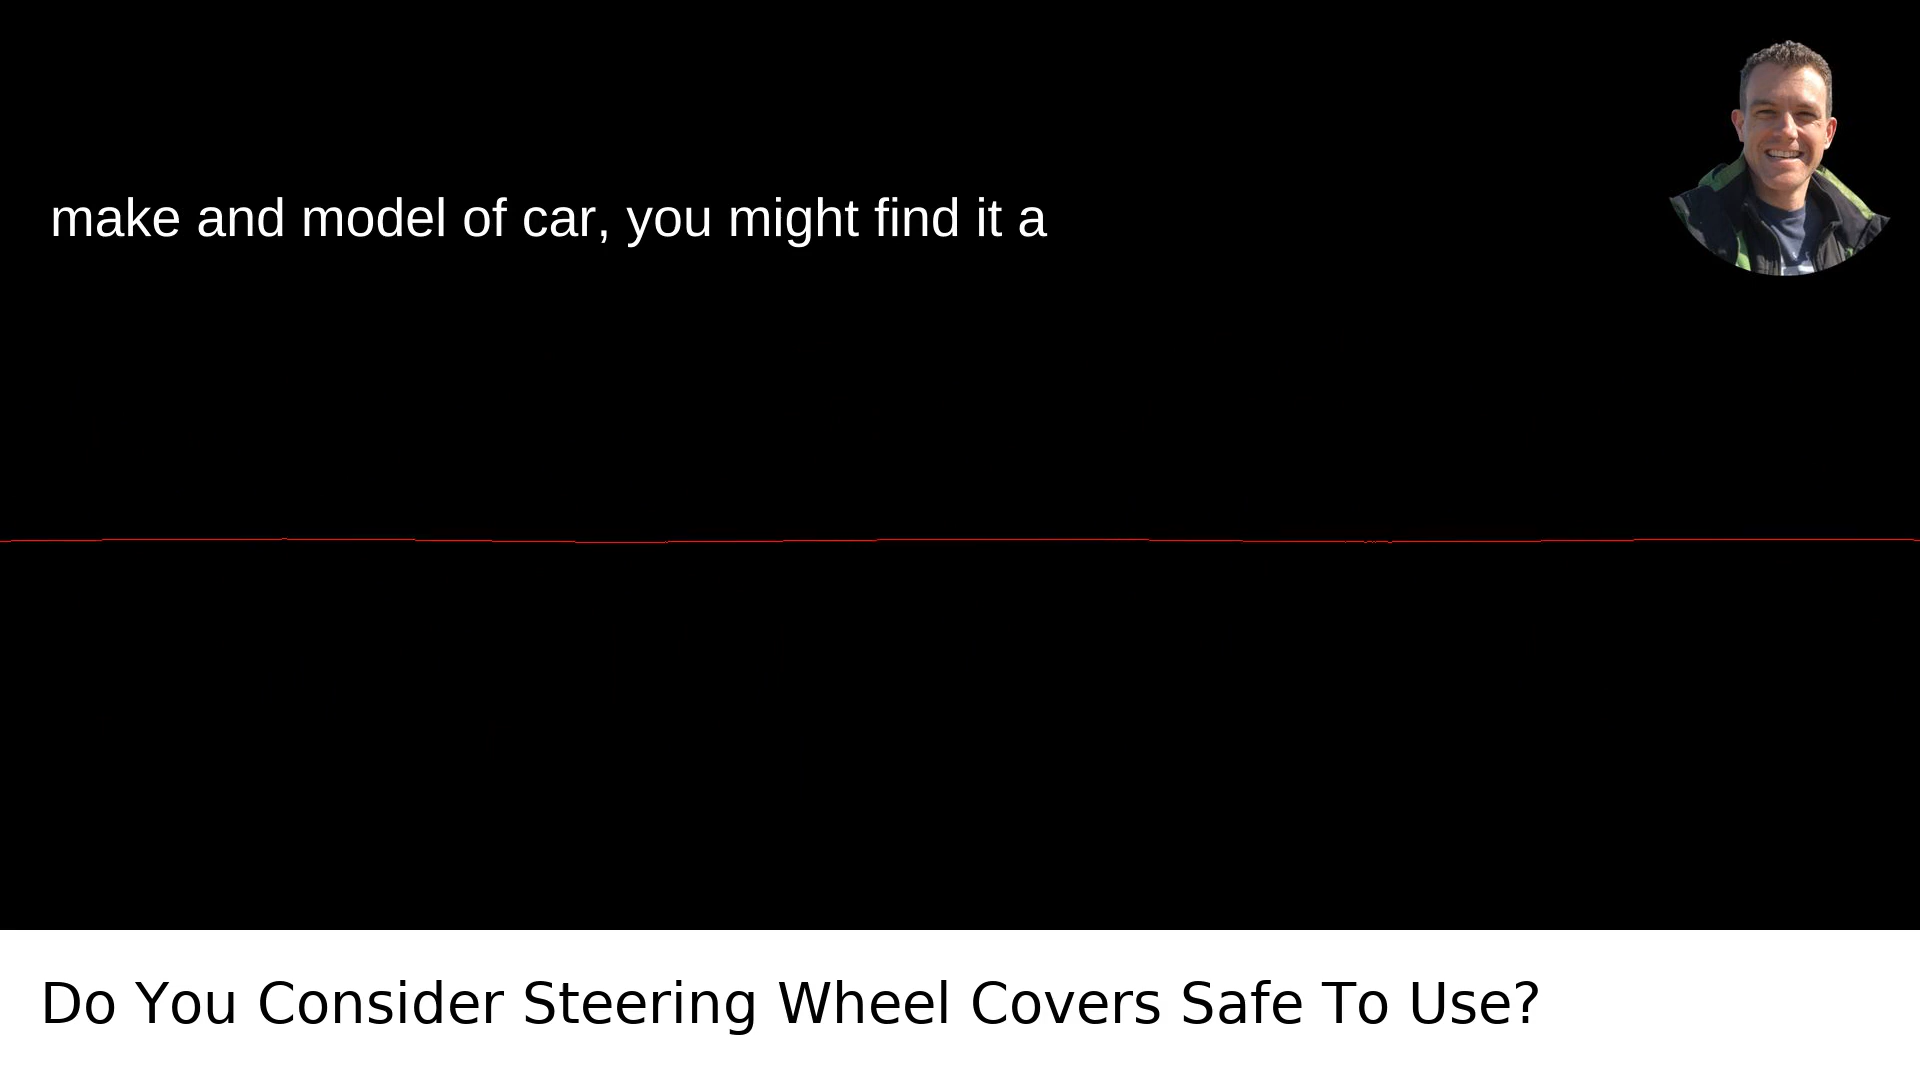 make and model of car, you might find it a
Do You Consider Steering Wheel Covers Safe To Use?